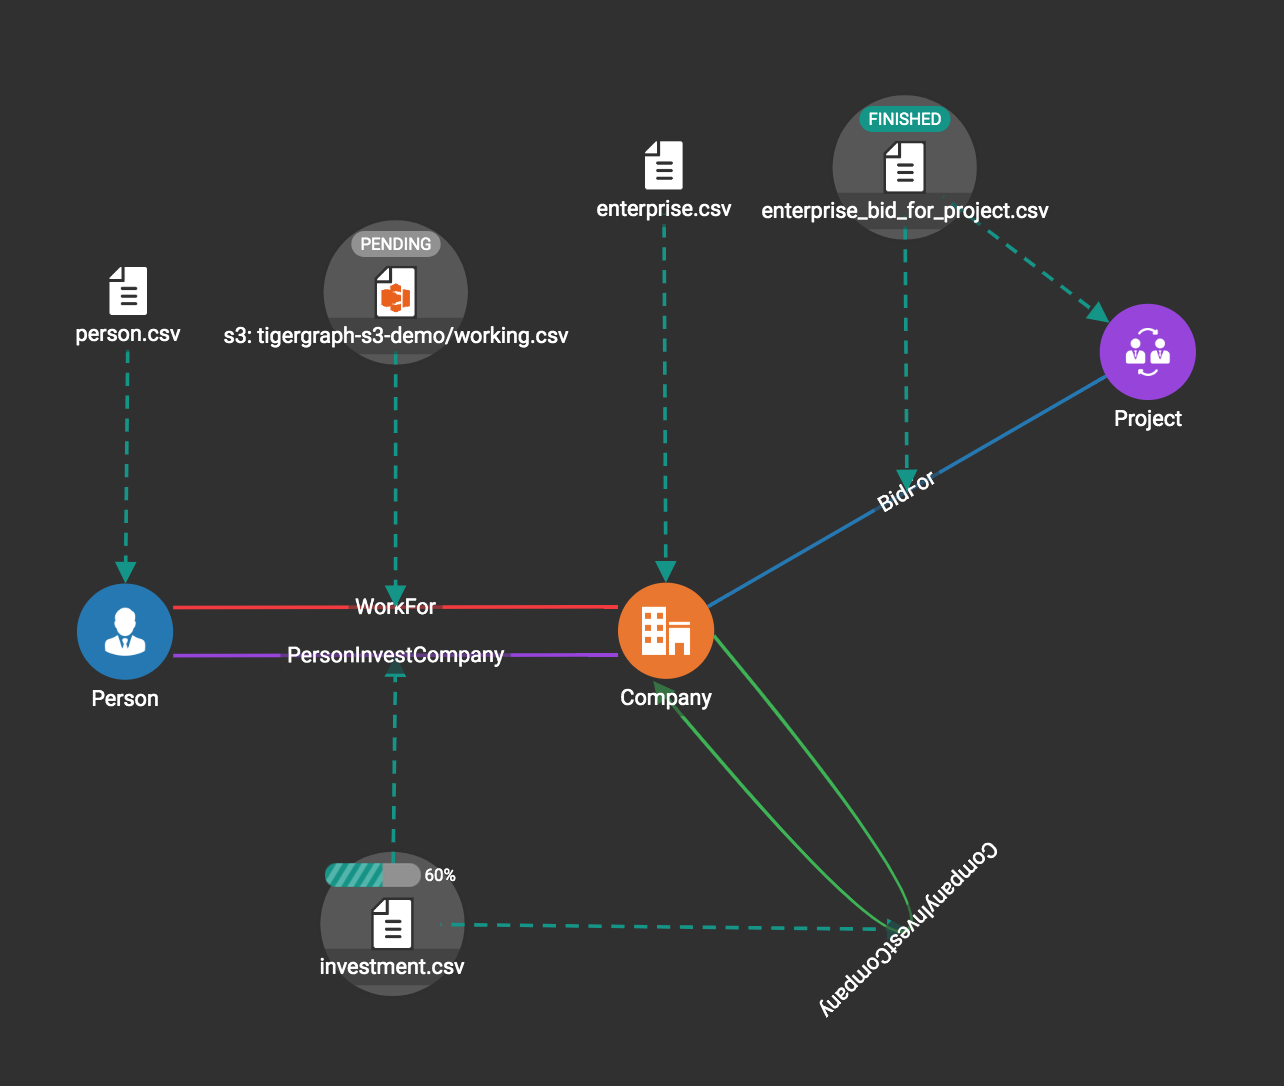 FINISHED
enterprise.csv
enterprise_bid_for_project.csv
PENDING
person.csv
s3: tigergraph-s3-demo/working.csv
Project
BidFor
WorkFor
PersonInvestCompany
Person
Company
60%
investment.csv
CompanyInvestCompany